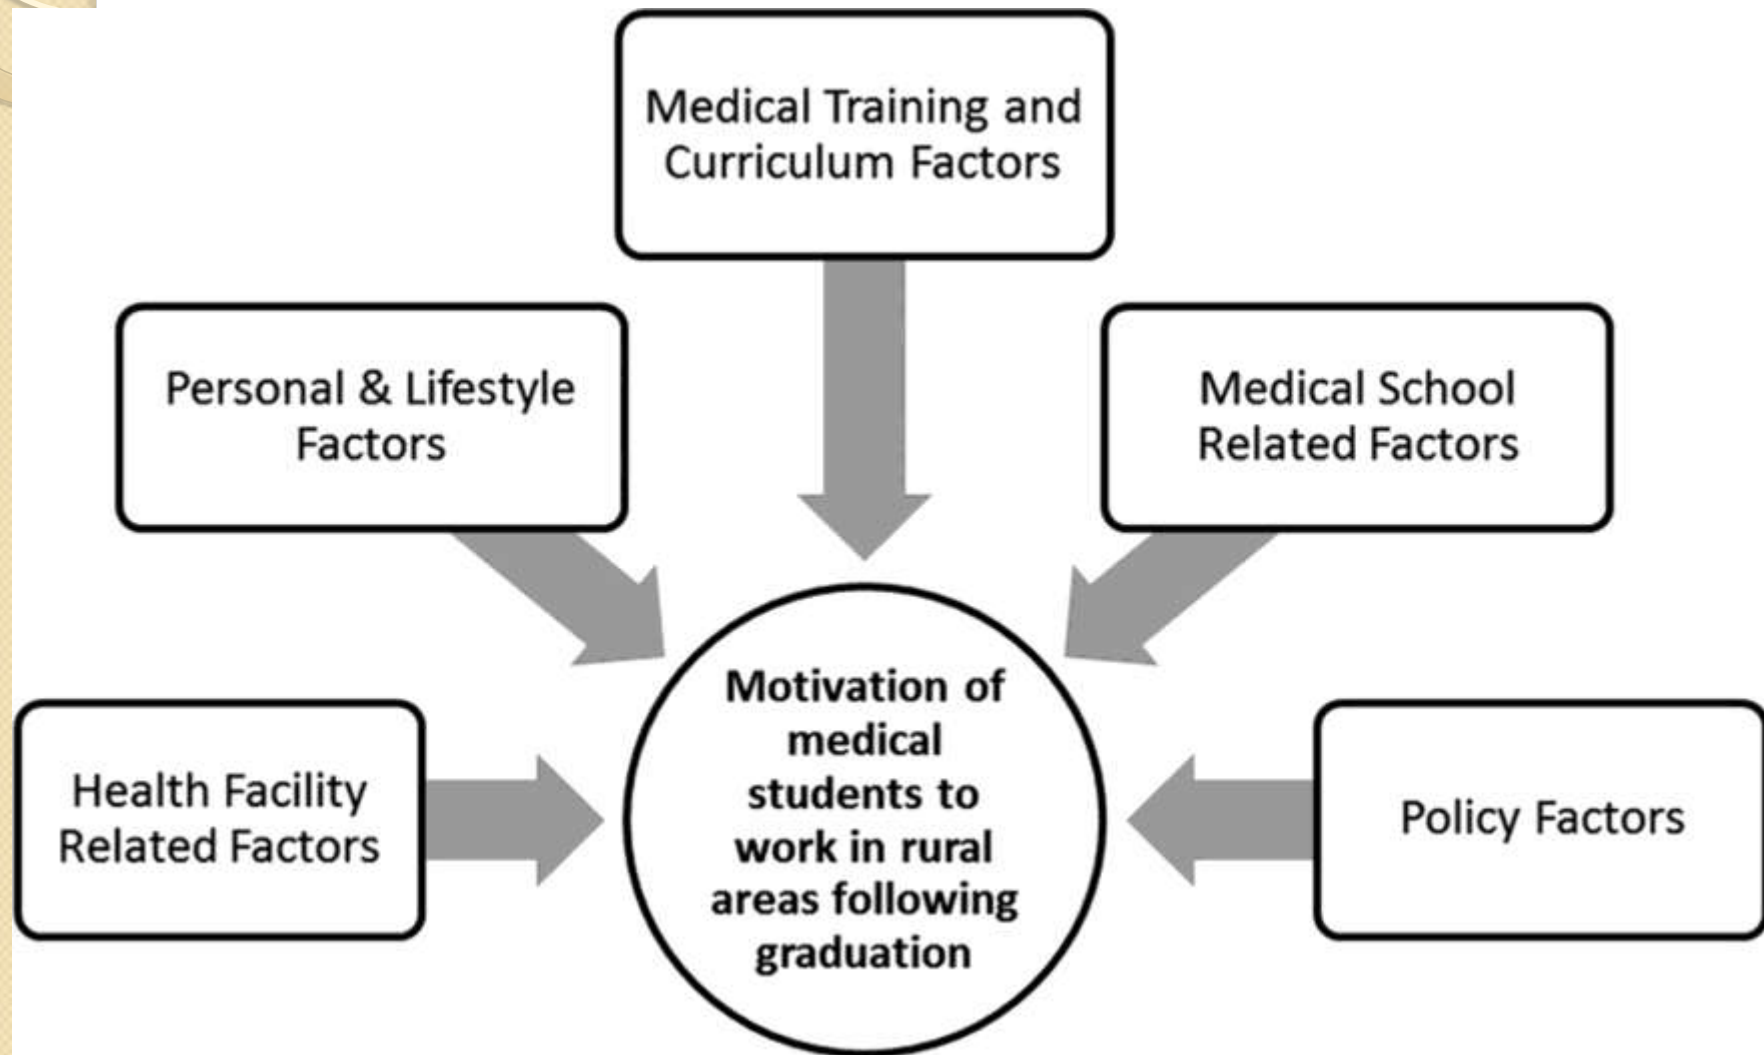 Medical Training and
Curriculum Factors
Personal & Lifestyle
Factors
Medical School
Related Factors
Health Facility
Related Factors
Motivation of
medical
students to
work in rural
areas following
graduation
Policy Factors